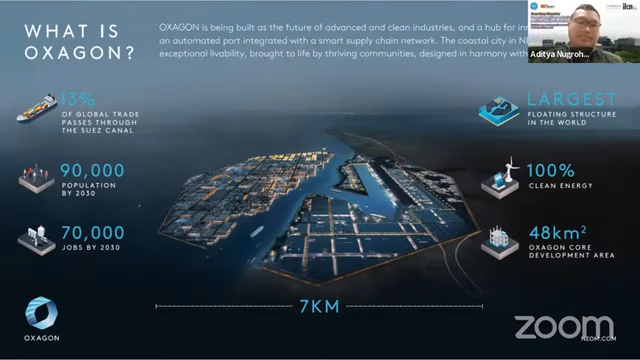 WHAT IS
OXAGON?
OXAGON is being built as the future of advanced and clean industries, and a hub for
an automated port integrated with a smart supply chain network. The coastal city in
exceptional livability, brought to life by thriving communities, designed in harmony
Aditya Nugroh...
13%
OF GLOBAL TRADE
PASSES THROUGH
THE SUEZ CANAL
90,000
POPULATION
BY 2030
70,000
JOBS BY 2030
LARGEST
FLOATING STRUCTURE
IN THE WORLD
100%
CLEAN ENERGY
48km²
OXAGON CORE
DEVELOPMENT AREA
7KM
OXAGON
zoom
NEOM.COM